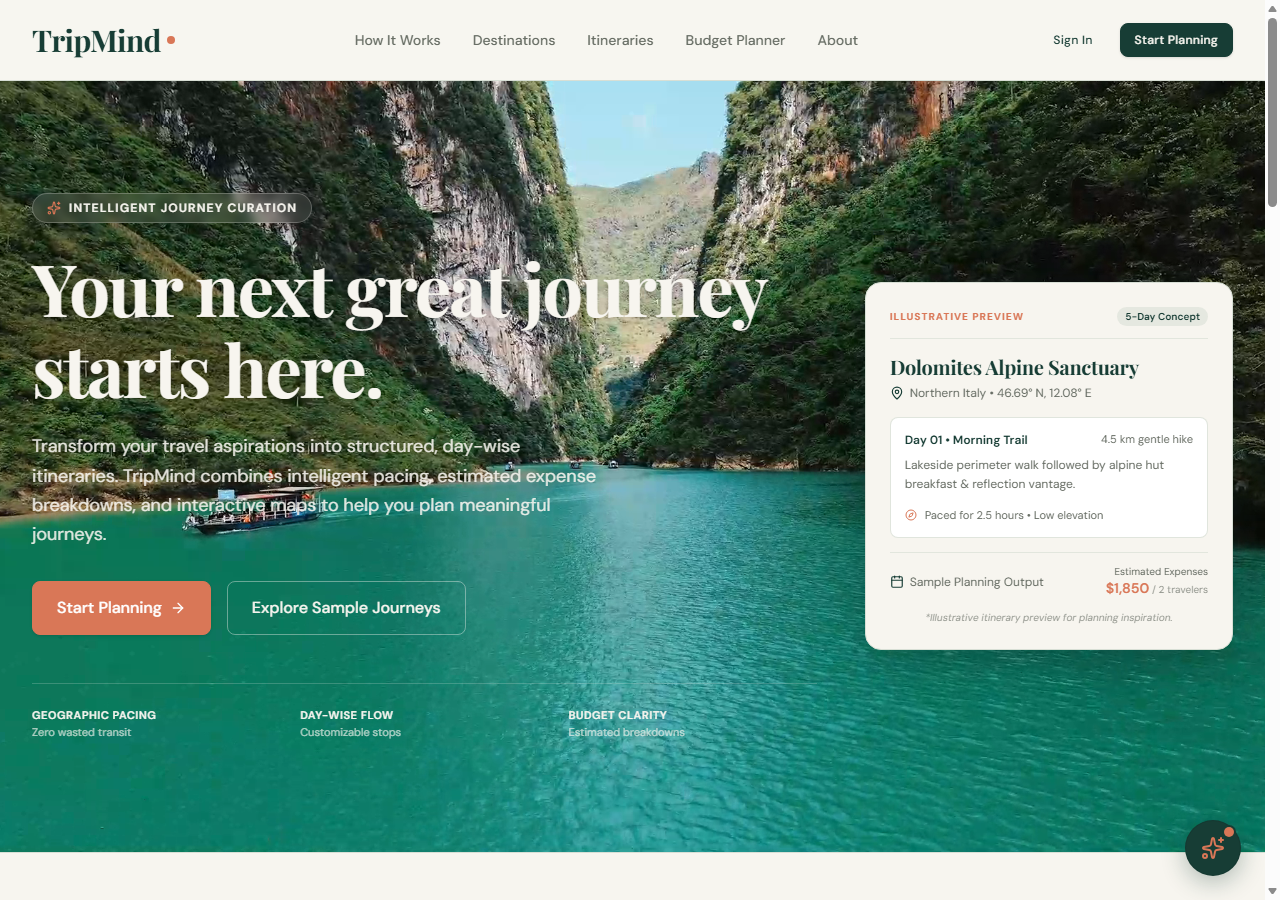 TripMind
How It Works
Destinations
Itineraries
Budget Planner
About
Sign In
Start Planning
INTELLIGENT JOURNEY CURATION
Your next great journey
starts here.
Transform your travel aspirations into structured, day-wise
itineraries. TripMind combines intelligent pacing, estimated expense
breakdowns, and interactive maps to help you plan meaningful
journeys.
Start Planning →
Explore Sample Journeys
GEOGRAPHIC PACING
Zero wasted transit
DAY-WISE FLOW
Customizable stops
BUDGET CLARITY
Estimated breakdowns
ILLUSTRATIVE PREVIEW
5-Day Concept
Dolomites Alpine Sanctuary
Northern Italy • 46.69° N, 12.08° E
Day 01 • Morning Trail
4.5 km gentle hike
Lakeside perimeter walk followed by alpine hut
breakfast & reflection vantage.
Paced for 2.5 hours • Low elevation
Sample Planning Output
Estimated Expenses
$1,850 / 2 travelers
*Illustrative itinerary preview for planning inspiration.